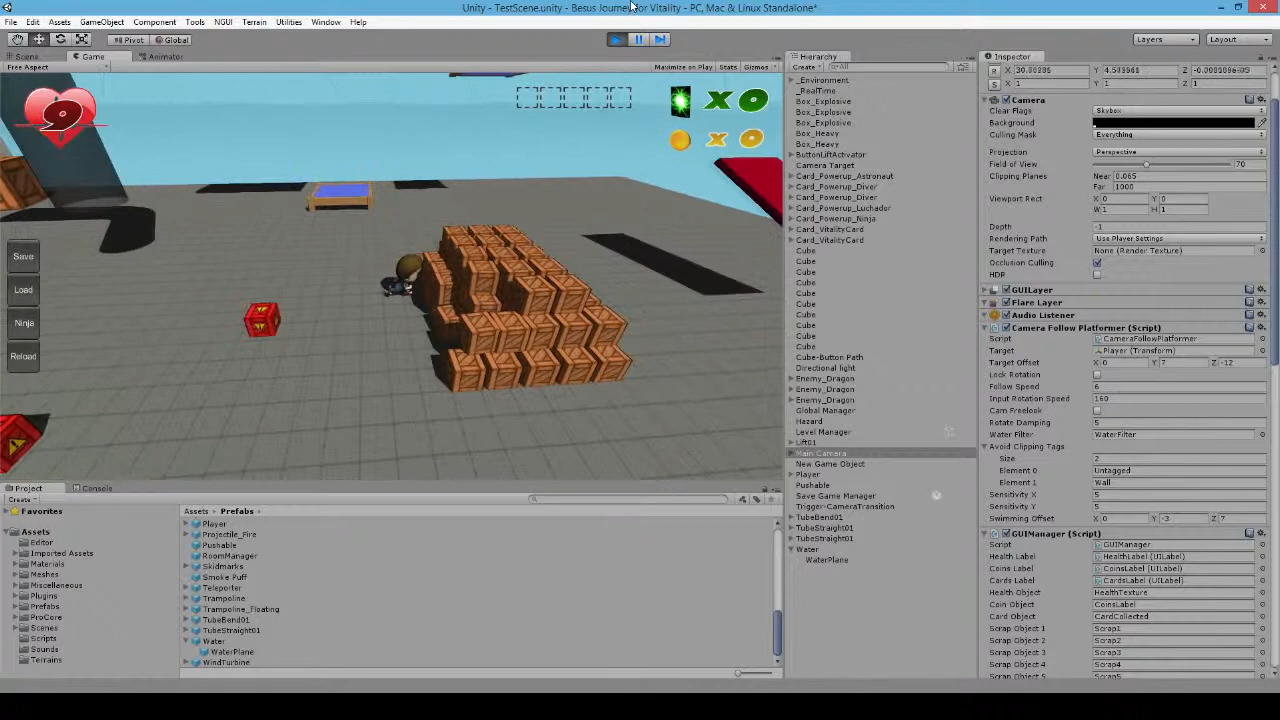 Unity - TestScene.unity - Besus Journey for Vitality - PC, Mac & Linux Standalone*
File Edit Assets GameObject Component Tools NGUI Terrain Utilities Window Help
Pivot Global Layers Layout
Scene Game Animator
Free Aspect Maximize on Play Stats Gizmos
9
X 0
x 0
Save
Load
Ninja
Reload
Hierarchy
Create All
_Environment
_RealTime
Box_Explosive
Box_Explosive
Box_Explosive
Box_Heavy
Box_Heavy
ButtonLiftActivator
Camera Target
Card_Powerup_Astronaut
Card_Powerup_Diver
Card_Powerup_Diver
Card_Powerup_Luchador
Card_Powerup_Ninja
Card_VitalityCard
Card_VitalityCard
Cube
Cube
Cube
Cube
Cube
Cube
Cube
Cube
Cube
Cube
Cube-Button Path
Directional light
Enemy_Dragon
Enemy_Dragon
Enemy_Dragon
Global Manager
Hazard
Level Manager
Lift01
Main Camera
New Game Object
Player
Pushable
Save Game Manager
Trigger-CameraTransition
TubeBend01
TubeStraight01
TubeStraight01
Water
WaterPlane
Inspector
X 1 Y 1 Z 1
Camera
Clear Flags Skybox
Background
Culling Mask Everything
Projection Perspective
Field of View 70
Clipping Planes Near 0.065
Far 1000
Viewport Rect X 0 Y 0
W 1 H 1
Depth -1
Rendering Path Use Player Settings
Target Texture None (Render Texture)
Occlusion Culling
HDR
GUILayer
Flare Layer
Audio Listener
Camera Follow Platformer (Script)
Script CameraFollowPlatformer
Target Player (Transform)
Target Offset X 0 Y 7 Z -12
Lock Rotation
Follow Speed 6
Input Rotation Speed 160
Cam Freelook
Rotate Damping 5
Water Filter WaterFilter
Avoid Clipping Tags
Size 2
Element 0 Untagged
Element 1 Wall
Sensitivity X 5
Sensitivity Y 5
Swimming Offset X 0 Y -3 Z 7
GUIManager (Script)
Script GUIManager
Health Label HealthLabel (UILabel)
Coins Label CoinsLabel (UILabel)
Cards Label CardsLabel (UILabel)
Health Object HealthTexture
Coin Object CoinsLabel
Card Object CardCollected
Scrap Object 1 Scrap1
Scrap Object 2 Scrap2
Scrap Object 3 Scrap3
Scrap Object 4 Scrap4
Scrap Object 5 Scrap5
Project Console
Create
Favorites
Assets
Editor
Imported Assets
Materials
Meshes
Miscellaneous
Plugins
Prefabs
ProCore
Scenes
Scripts
Sounds
Terrains
Assets Prefabs
Player
Projectile_Fire
Pushable
RoomManager
Skidmarks
Smoke Puff
Teleporter
Trampoline
Trampoline_Floating
TubeBend01
TubeStraight01
Water
WaterPlane
WindTurbine